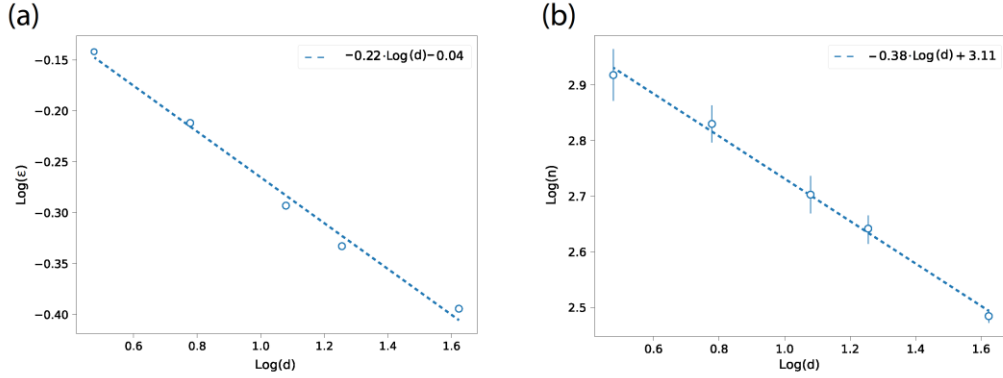 (a)
−0.22·Log(d)−0.04
−0.15
−0.20
−0.25
−0.30
−0.35
−0.40
Log(ε)
0.6 0.8 1.0 1.2 1.4 1.6
Log(d)
(b)
−0.38·Log(d)+3.11
2.9
2.8
2.7
2.6
2.5
Log(n)
0.6 0.8 1.0 1.2 1.4 1.6
Log(d)